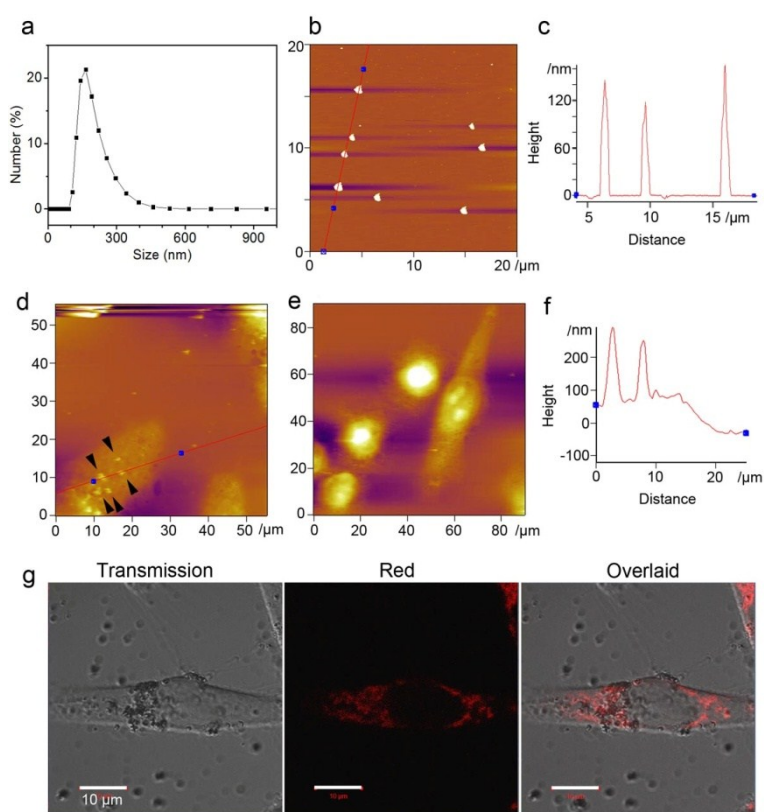 a
20
10
0
Number (%)
0
300
600
900
Size (nm)
b
20
10
0
0
10
20 /μm
c
/nm
120
60
0
Height
5
10
15 /μm
Distance
d
50
40
30
20
10
0
0
10
20
30
40
50 /μm
e
80
60
40
20
0
0
20
40
60
80 /μm
f
/nm
200
100
0
-100
Height
0
10
20
/μm
Distance
g
Transmission
Red
Overlaid
10 μm
10 μm